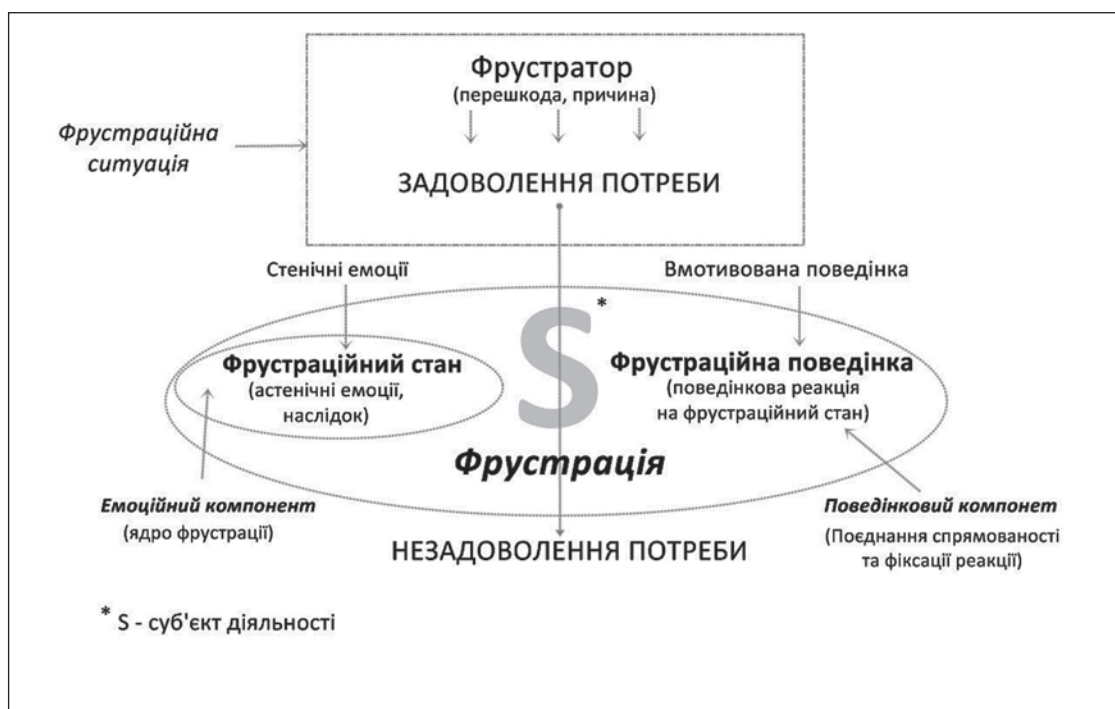 Фрустратор
(перешкода, причина)
Фрустраційна
ситуація
ЗАДОВОЛЕННЯ ПОТРЕБИ
Стенічні емоції
Вмотивована поведінка
S*
Фрустраційний стан
(астенічні емоції,
наслідок)
Фрустраційна поведінка
(поведінкова реакція
на фрустраційний стан)
Фрустрація
Емоційний компонент
(ядро фрустрації)
Поведінковий компонет
(Поєднання спрямованості
та фіксації реакції)
НЕЗАДОВОЛЕННЯ ПОТРЕБИ
* S - суб'єкт діяльності